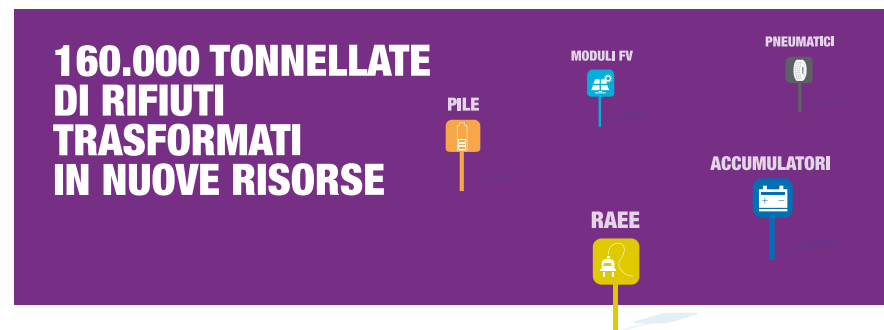 160.000 TONNELLATE
DI RIFIUTI
TRASFORMATI
IN NUOVE RISORSE
PILE
MODULI FV
PNEUMATICI
ACCUMULATORI
RAEE